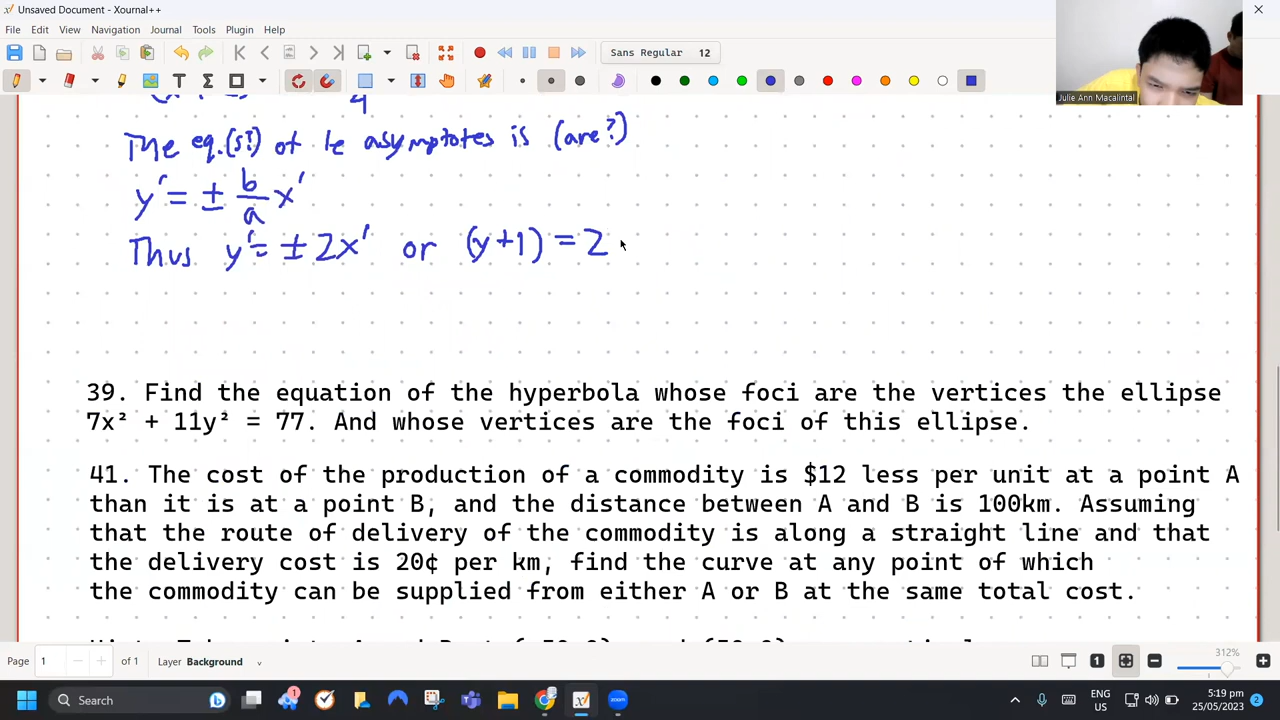 Unsaved Document - Xournal++
File Edit View Navigation Journal Tools Plugin Help
Sans Regular 12
Julie Ann Macalintal
4
The eq.(s?) of te asymptotes is (are?)
y' = ± b/a x'
Thus y' = ± 2x' or (y+1) = 2
39. Find the equation of the hyperbola whose foci are the vertices the ellipse
7x² + 11y² = 77. And whose vertices are the foci of this ellipse.
41. The cost of the production of a commodity is $12 less per unit at a point A
than it is at a point B, and the distance between A and B is 100km. Assuming
that the route of delivery of the commodity is along a straight line and that
the delivery cost is 20¢ per km, find the curve at any point of which
the commodity can be supplied from either A or B at the same total cost.
Page 1 of 1 Layer Background
312%
Search
1
zoom
ENG
US
5:19 pm
25/05/2023
2